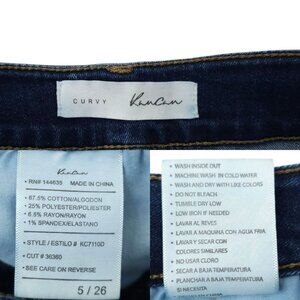 CURVY KanCan
KanCan
• RN# 144635
MADE IN CHINA
• 67.5% COTTON/ALGODON
• 25% POLYESTER/POLIESTER
• 6.5% RAYON/RAYON
• 1% SPANDEX/ELASTANO
• STYLE / ESTILO # KC7110D
• CUT # 36360
• SEE CARE ON REVERSE
5 / 26
• WASH INSIDE OUT
• MACHINE WASH IN COLD WATER
• WASH AND DRY WITH LIKE COLORS
• DO NOT BLEACH
• TUMBLE DRY LOW
• LOW IRON IF NEEDED
• LAVAR AL REVES
• LAVAR A MAQUINA CON AGUA FRIA
• LAVAR Y SECAR CON
COLORES SIMILARES
• NO USAR CLORO
• SECAR A BAJA TEMPERATURA
• PLANCHAR A BAJA TEMPERATURA
SI NECESITA